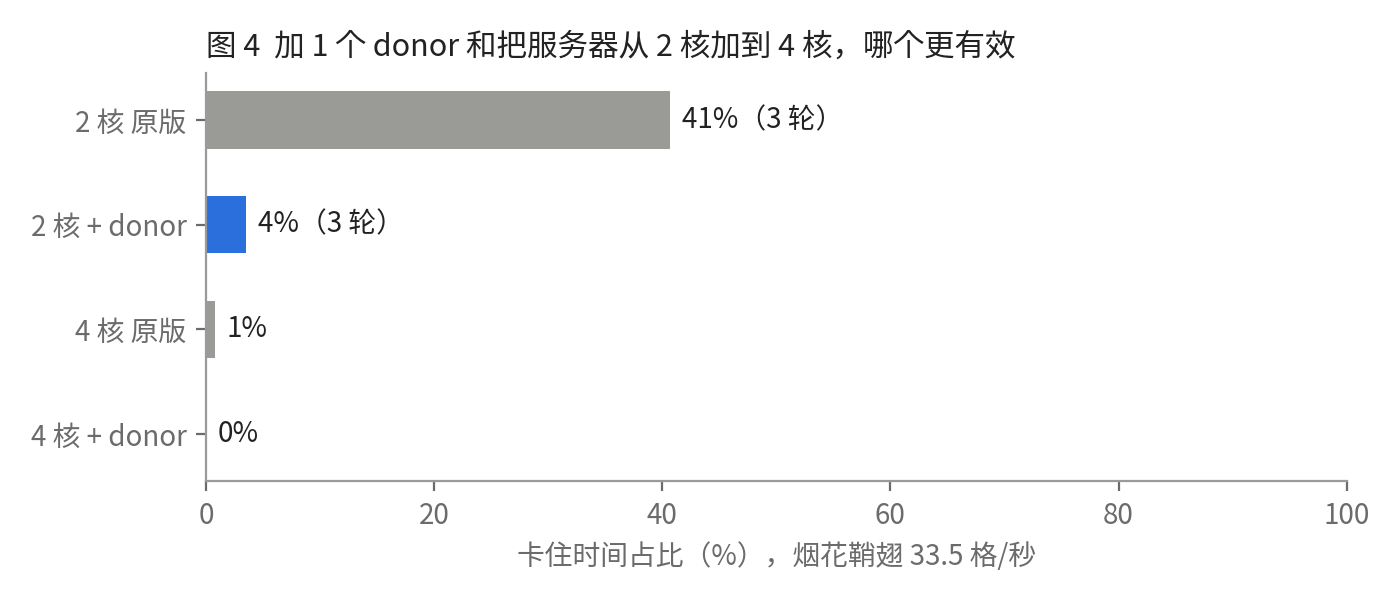 图 4 加 1 个 donor 和把服务器从 2 核加到 4 核，哪个更有效
2 核 原版
41%（3 轮）
2 核 + donor
4%（3 轮）
4 核 原版
1%
4 核 + donor
0%
0 20 40 60 80 100
卡住时间占比（%），烟花鞘翅 33.5 格/秒